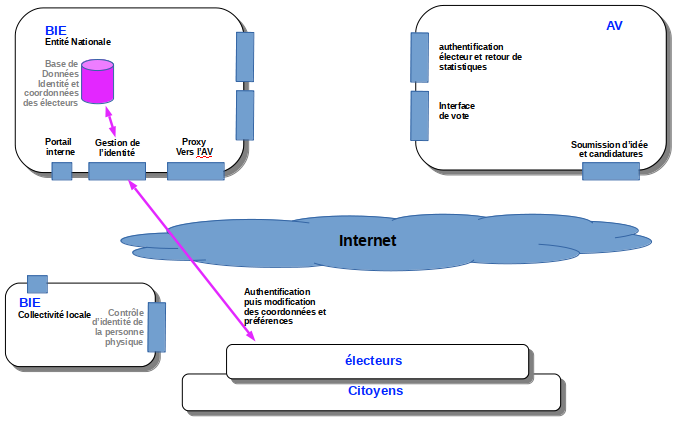 BIE
Entité Nationale
Base de
Données
Identité et
coordonnées
des électeurs
Portail
interne
Gestion de
l'identité
Proxy
Vers l'AV
AV
authentification
électeur et retour de
statistiques
Interface
de vote
Soumission d'idée
et candidatures
Internet
BIE
Collectivité locale
Contrôle
d'identité de
la personne
physique
Authentification
puis modification
des coordonnées et
préférences
électeurs
Citoyens